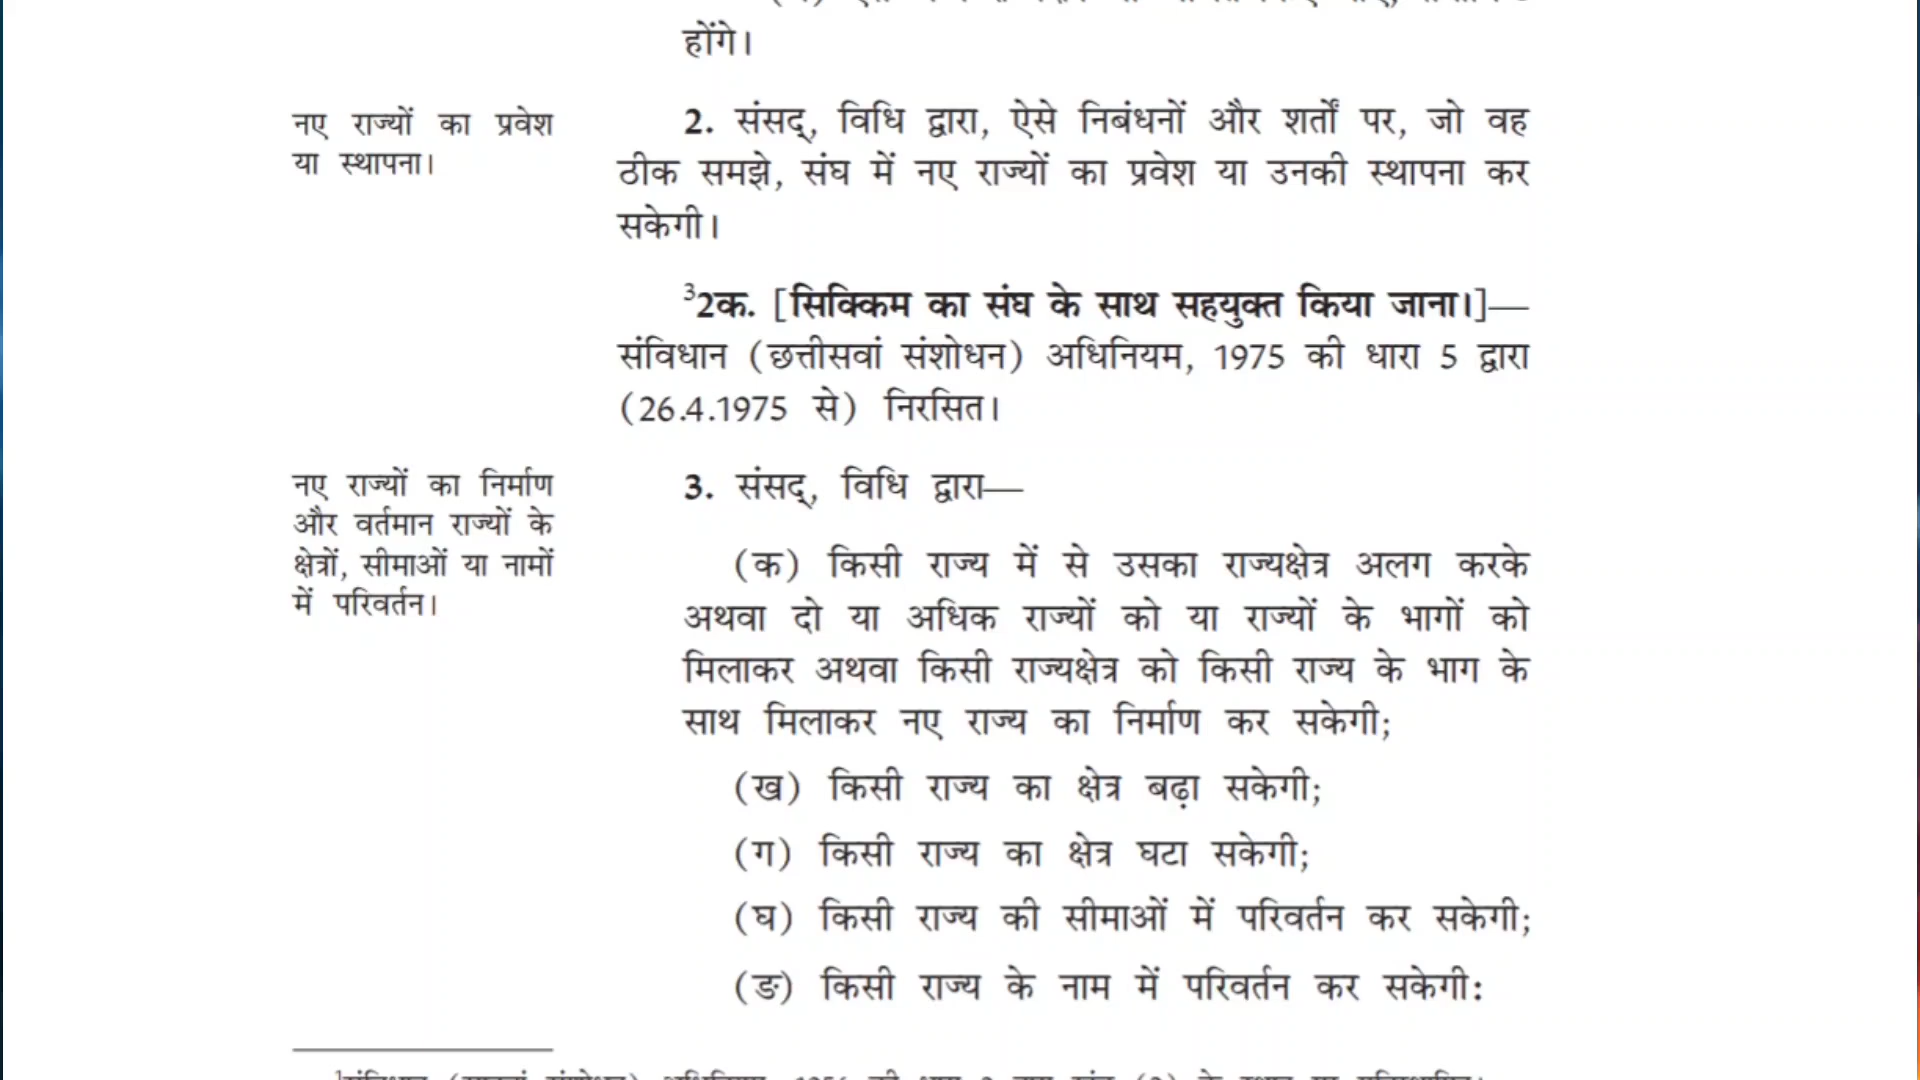 होंगे।
नए राज्यों का प्रवेश
या स्थापना।
2. संसद्, विधि द्वारा, ऐसे निबंधनों और शर्तों पर, जो वह
ठीक समझे, संघ में नए राज्यों का प्रवेश या उनकी स्थापना कर
सकेगी।
³2क. [सिक्किम का संघ के साथ सहयुक्त किया जाना।]—
संविधान (छत्तीसवां संशोधन) अधिनियम, 1975 की धारा 5 द्वारा
(26.4.1975 से) निरसित।
नए राज्यों का निर्माण
और वर्तमान राज्यों के
क्षेत्रों, सीमाओं या नामों
में परिवर्तन।
3. संसद्, विधि द्वारा—
(क) किसी राज्य में से उसका राज्यक्षेत्र अलग करके
अथवा दो या अधिक राज्यों को या राज्यों के भागों को
मिलाकर अथवा किसी राज्यक्षेत्र को किसी राज्य के भाग के
साथ मिलाकर नए राज्य का निर्माण कर सकेगी;
(ख) किसी राज्य का क्षेत्र बढ़ा सकेगी;
(ग) किसी राज्य का क्षेत्र घटा सकेगी;
(घ) किसी राज्य की सीमाओं में परिवर्तन कर सकेगी;
(ङ) किसी राज्य के नाम में परिवर्तन कर सकेगी: